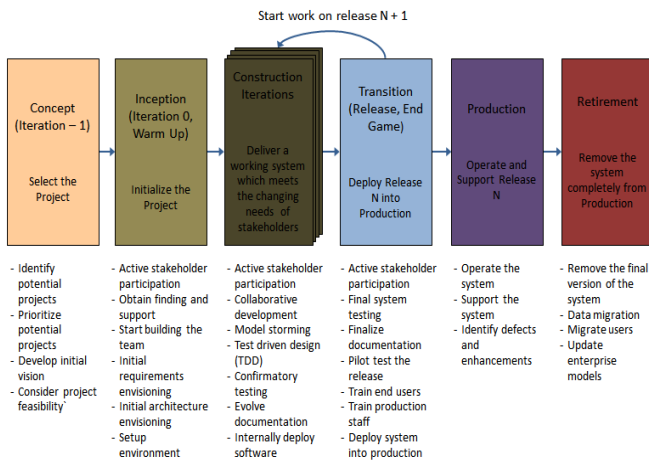 Start work on release N + 1
Concept
(Iteration – 1)
Select the
Project
Inception
(Iteration 0,
Warm Up)
Initialize the
Project
Construction
Iterations
Deliver a
working system
which meets
the changing
needs of
stakeholders
Transition
(Release, End
Game)
Deploy Release
N into Production
Production
Operate and
Support Release
N
Retirement
Remove the
system
completely from
Production
- Identify
potential
projects
- Prioritize
potential
projects
- Develop initial
vision
- Consider project
feasibility`
- Active stakeholder
participation
- Obtain finding and
support
- Start building the
team
- Initial
requirements
envisioning
- Initial architecture
envisioning
- Setup
environment
- Active stakeholder
participation
- Collaborative
development
- Model storming
- Test driven design
(TDD)
- Confirmatory
testing
- Evolve
documentation
- Internally deploy
software
- Active stakeholder
participation
- Final system
testing
- Finalize
documentation
- Pilot test the
release
- Train end users
- Train production
staff
- Deploy system
into production
- Operate the
system
- Support the
system
- Identify defects
and
enhancements
- Remove the final
version of the
system
- Data migration
- Migrate users
- Update
enterprise
models